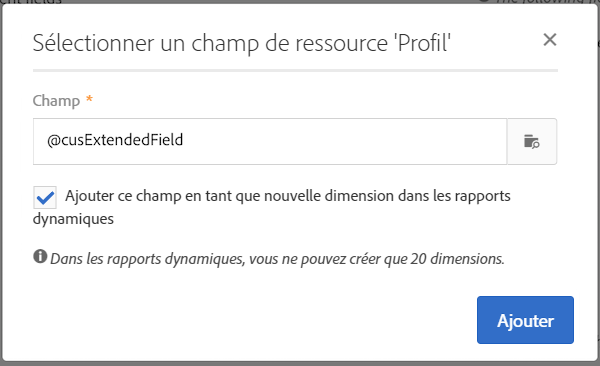 Sélectionner un champ de ressource 'Profil'
Champ *
@cusExtendedField
Ajouter ce champ en tant que nouvelle dimension dans les rapports
dynamiques
Dans les rapports dynamiques, vous ne pouvez créer que 20 dimensions.
Ajouter